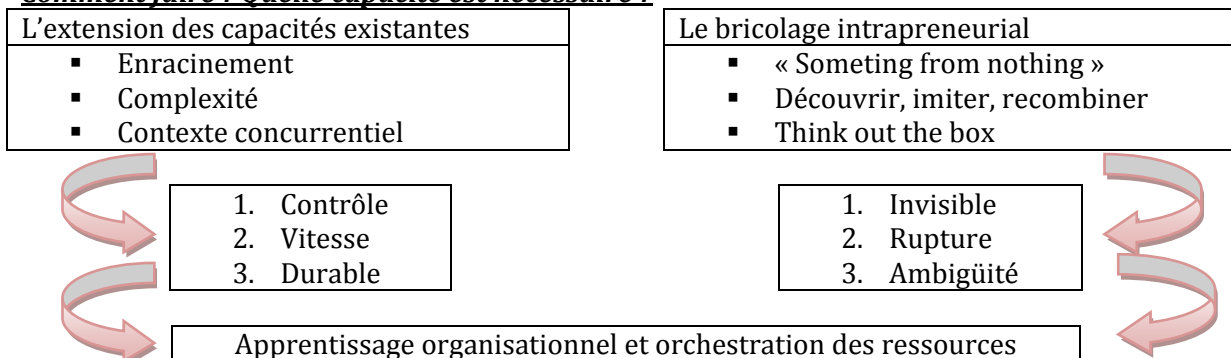 Comment faire ? Quelle capacité est nécessaire ?
L’extension des capacités existantes
▪ Enracinement
▪ Complexité
▪ Contexte concurrentiel
Le bricolage intrapreneurial
▪ « Someting from nothing »
▪ Découvrir, imiter, recombiner
▪ Think out the box
1. Contrôle
2. Vitesse
3. Durable
1. Invisible
2. Rupture
3. Ambigüité
Apprentissage organisationnel et orchestration des ressources